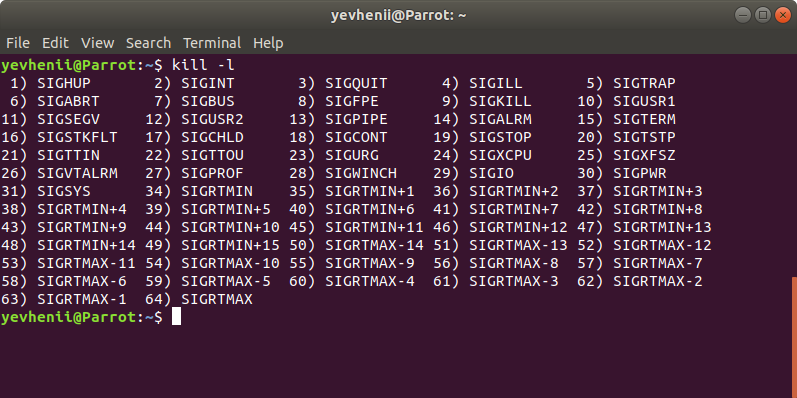 yevhenii@Parrot: ~
File Edit View Search Terminal Help
yevhenii@Parrot:~$ kill -l
 1) SIGHUP       2) SIGINT       3) SIGQUIT      4) SIGILL       5) SIGTRAP
 6) SIGABRT      7) SIGBUS       8) SIGFPE       9) SIGKILL     10) SIGUSR1
11) SIGSEGV     12) SIGUSR2     13) SIGPIPE     14) SIGALRM     15) SIGTERM
16) SIGSTKFLT   17) SIGCHLD     18) SIGCONT     19) SIGSTOP     20) SIGTSTP
21) SIGTTIN     22) SIGTTOU     23) SIGURG      24) SIGXCPU     25) SIGXFSZ
26) SIGVTALRM   27) SIGPROF     28) SIGWINCH    29) SIGIO       30) SIGPWR
31) SIGSYS      34) SIGRTMIN    35) SIGRTMIN+1  36) SIGRTMIN+2  37) SIGRTMIN+3
38) SIGRTMIN+4  39) SIGRTMIN+5  40) SIGRTMIN+6  41) SIGRTMIN+7  42) SIGRTMIN+8
43) SIGRTMIN+9  44) SIGRTMIN+10 45) SIGRTMIN+11 46) SIGRTMIN+12 47) SIGRTMIN+13
48) SIGRTMIN+14 49) SIGRTMIN+15 50) SIGRTMAX-14 51) SIGRTMAX-13 52) SIGRTMAX-12
53) SIGRTMAX-11 54) SIGRTMAX-10 55) SIGRTMAX-9  56) SIGRTMAX-8  57) SIGRTMAX-7
58) SIGRTMAX-6  59) SIGRTMAX-5  60) SIGRTMAX-4  61) SIGRTMAX-3  62) SIGRTMAX-2
63) SIGRTMAX-1  64) SIGRTMAX
yevhenii@Parrot:~$